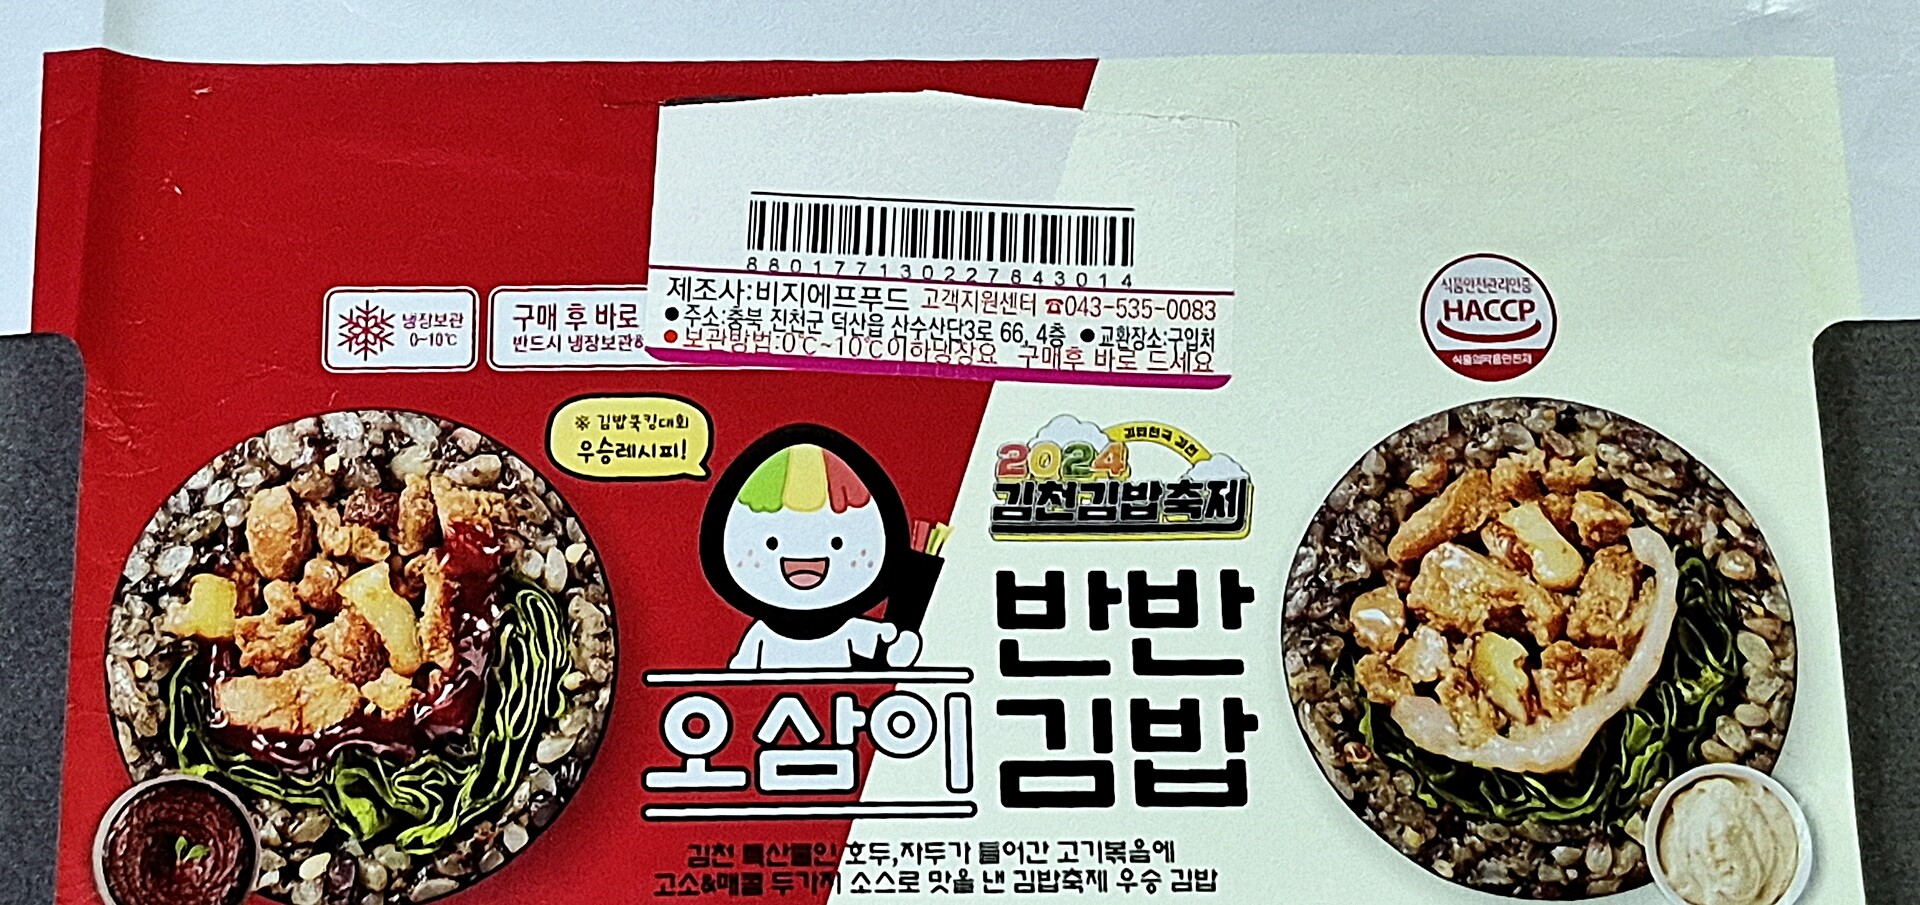 880177130227843014
제조사:비지에프푸드 고객지원센터 ☎043-535-0083
●주소:충북 진천군 덕산읍 산수산단3로 66, 4층 ●교환장소:구입처
●보관방법:0℃~10℃이하냉장요 구매후 바로 드세요
냉장보관
0~10℃
구매 후 바로
반드시 냉장보관&
식품안전관리인증
HACCP
식품의약품안전처
※ 김밥쿡킹대회
우승레시피!
김밥천국 김천
2024
김천김밥축제
오삼이
반반
김밥
김천 특산물인 호두,자두가 들어간 고기볶음에
고소&매콤 두가지 소스로 맛을 낸 김밥축제 우승 김밥